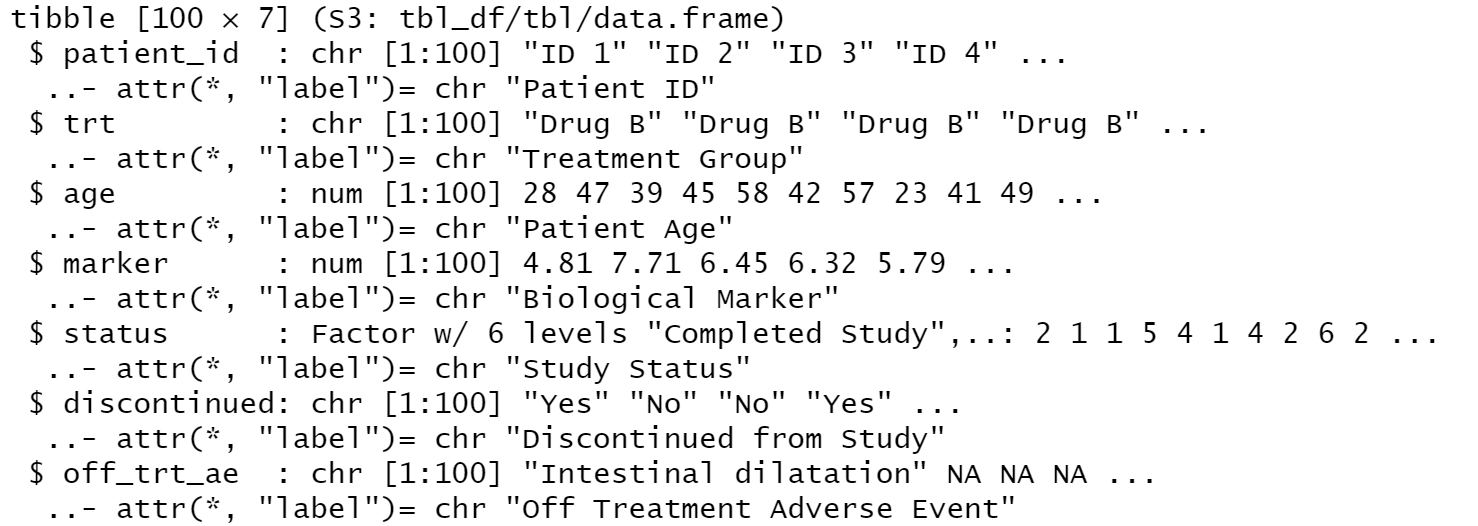 tibble [100 × 7] (S3: tbl_df/tbl/data.frame)
 $ patient_id  : chr [1:100] "ID 1" "ID 2" "ID 3" "ID 4" ...
  ..- attr(*, "label")= chr "Patient ID"
 $ trt         : chr [1:100] "Drug B" "Drug B" "Drug B" "Drug B" ...
  ..- attr(*, "label")= chr "Treatment Group"
 $ age         : num [1:100] 28 47 39 45 58 42 57 23 41 49 ...
  ..- attr(*, "label")= chr "Patient Age"
 $ marker      : num [1:100] 4.81 7.71 6.45 6.32 5.79 ...
  ..- attr(*, "label")= chr "Biological Marker"
 $ status      : Factor w/ 6 levels "Completed Study",..: 2 1 1 5 4 1 4 2 6 2 ...
  ..- attr(*, "label")= chr "Study Status"
 $ discontinued: chr [1:100] "Yes" "No" "No" "Yes" ...
  ..- attr(*, "label")= chr "Discontinued from Study"
 $ off_trt_ae  : chr [1:100] "Intestinal dilatation" NA NA NA ...
  ..- attr(*, "label")= chr "Off Treatment Adverse Event"